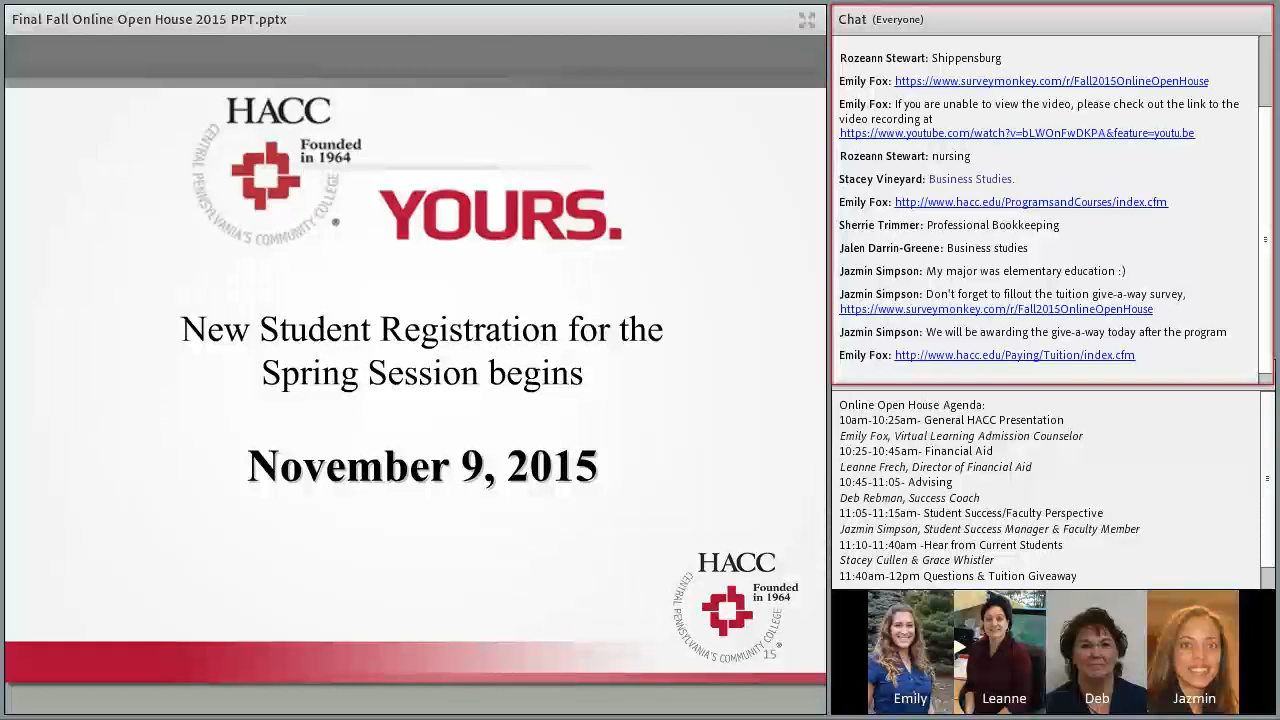 Final Fall Online Open House 2015 PPT.pptx
HACC
Founded
in 1964
CENTRAL PENNSYLVANIA'S COMMUNITY COLLEGE
®
YOURS.
New Student Registration for the
Spring Session begins
November 9, 2015
HACC
Founded
in 1964
CENTRAL PENNSYLVANIA'S COMMUNITY COLLEGE
®
15
Chat (Everyone)
Rozeann Stewart: Shippensburg
Emily Fox: https://www.surveymonkey.com/r/Fall2015OnlineOpenHouse
Emily Fox: If you are unable to view the video, please check out the link to the
video recording at
https://www.youtube.com/watch?v=bLWOnFwDKPA&feature=youtu.be
Rozeann Stewart: nursing
Stacey Vineyard: Business Studies.
Emily Fox: http://www.hacc.edu/ProgramsandCourses/index.cfm
Sherrie Trimmer: Professional Bookkeeping
Jalen Darrin-Greene: Business studies
Jazmin Simpson: My major was elementary education :)
Jazmin Simpson: Don't forget to fillout the tuition give-a-way survey,
https://www.surveymonkey.com/r/Fall2015OnlineOpenHouse
Jazmin Simpson: We will be awarding the give-a-way today after the program
Emily Fox: http://www.hacc.edu/Paying/Tuition/index.cfm
Online Open House Agenda:
10am-10:25am- General HACC Presentation
Emily Fox, Virtual Learning Admission Counselor
10:25-10:45am- Financial Aid
Leanne Frech, Director of Financial Aid
10:45-11:05- Advising
Deb Rebman, Success Coach
11:05-11:15am- Student Success/Faculty Perspective
Jazmin Simpson, Student Success Manager & Faculty Member
11:10-11:40am -Hear from Current Students
Stacey Cullen & Grace Whistler
11:40am-12pm Questions & Tuition Giveaway
Emily
Leanne
Deb
Jazmin